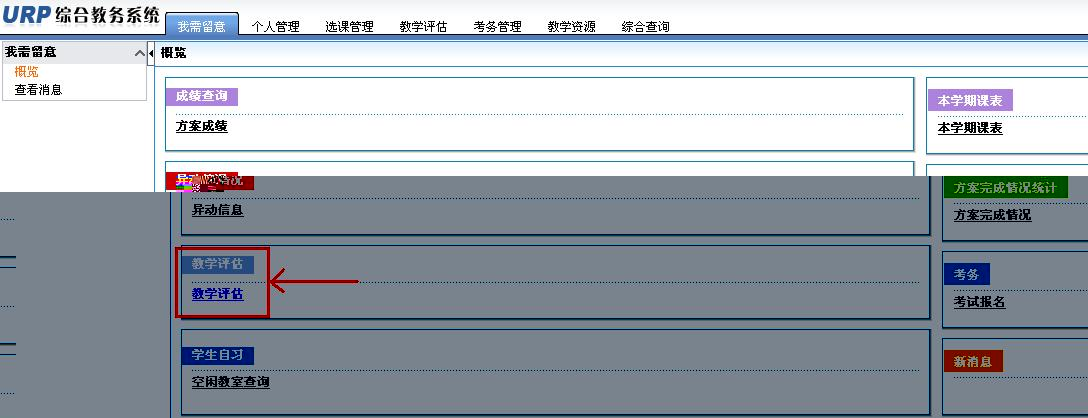 URP综合教务系统
我需留意 个人管理 选课管理 教学评估 考务管理 教学资源 综合查询
我需留意
概览
查看消息
概览
成绩查询
方案成绩
本学期课表
本学期课表
异动信息
方案完成情况统计
方案完成情况
教学评估
教学评估
考务
考试报名
学生自习
空闲教室查询
新消息